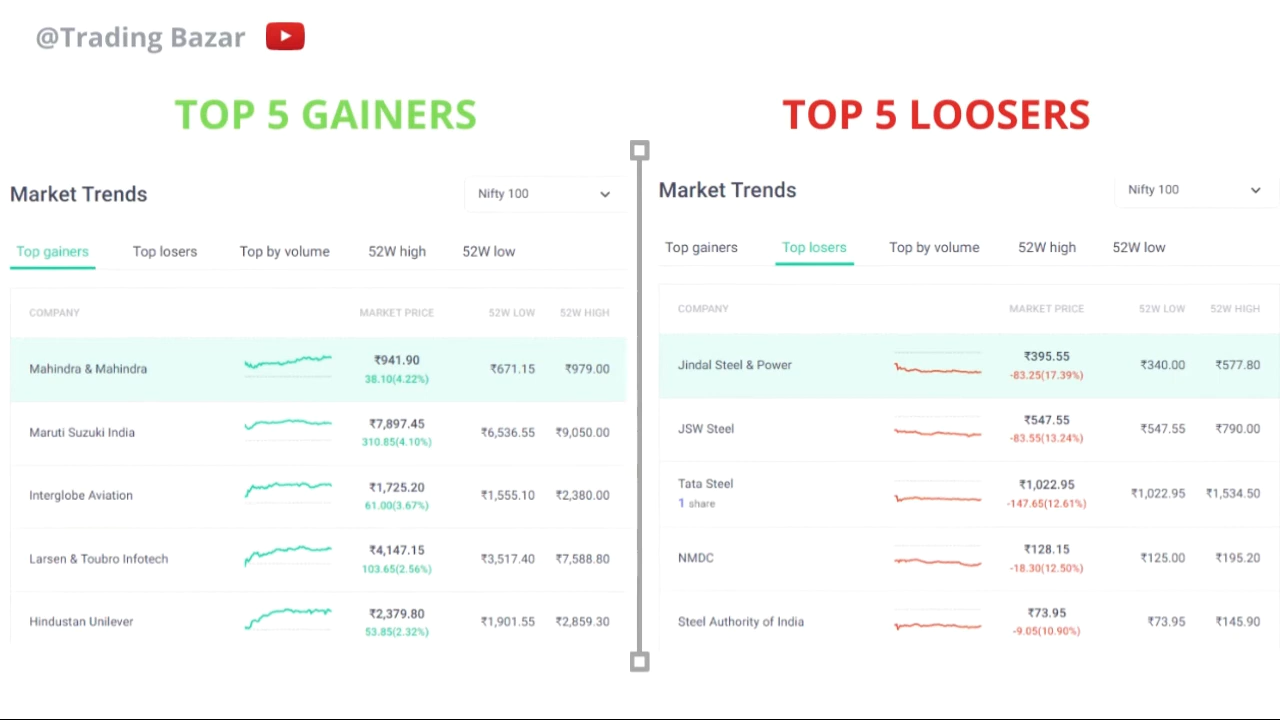 @Trading Bazar
TOP 5 GAINERS
Market Trends
Nifty 100
Top gainers Top losers Top by volume 52W high 52W low
COMPANY MARKET PRICE 52W LOW 52W HIGH
Mahindra & Mahindra ₹941.90 ₹671.15 ₹979.00
38.10(4.22%)
Maruti Suzuki India ₹7,897.45 ₹6,536.55 ₹9,050.00
310.85(4.10%)
Interglobe Aviation ₹1,725.20 ₹1,555.10 ₹2,380.00
61.00(3.67%)
Larsen & Toubro Infotech ₹4,147.15 ₹3,517.40 ₹7,588.80
103.65(2.56%)
Hindustan Unilever ₹2,379.80 ₹1,901.55 ₹2,859.30
53.85(2.32%)
TOP 5 LOOSERS
Market Trends
Nifty 100
Top gainers Top losers Top by volume 52W high 52W low
COMPANY MARKET PRICE 52W LOW 52W HIGH
Jindal Steel & Power ₹395.55 ₹340.00 ₹577.80
-83.25(17.39%)
JSW Steel ₹547.55 ₹547.55 ₹790.00
-83.55(13.24%)
Tata Steel ₹1,022.95 ₹1,022.95 ₹1,534.50
1 share -147.65(12.61%)
NMDC ₹128.15 ₹125.00 ₹195.20
-18.30(12.50%)
Steel Authority of India ₹73.95 ₹73.95 ₹145.90
-9.05(10.90%)